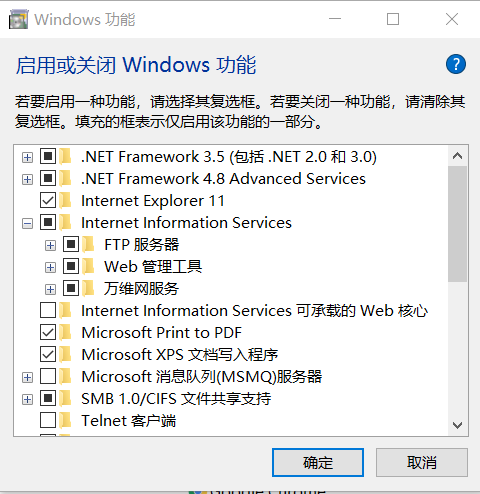 Windows 功能
启用或关闭 Windows 功能
?
若要启用一种功能，请选择其复选框。若要关闭一种功能，请清除其
复选框。填充的框表示仅启用该功能的一部分。
.NET Framework 3.5 (包括 .NET 2.0 和 3.0)
.NET Framework 4.8 Advanced Services
Internet Explorer 11
Internet Information Services
FTP 服务器
Web 管理工具
万维网服务
Internet Information Services 可承载的 Web 核心
Microsoft Print to PDF
Microsoft XPS 文档写入程序
Microsoft 消息队列(MSMQ)服务器
SMB 1.0/CIFS 文件共享支持
Telnet 客户端
确定 取消
Google Chrome